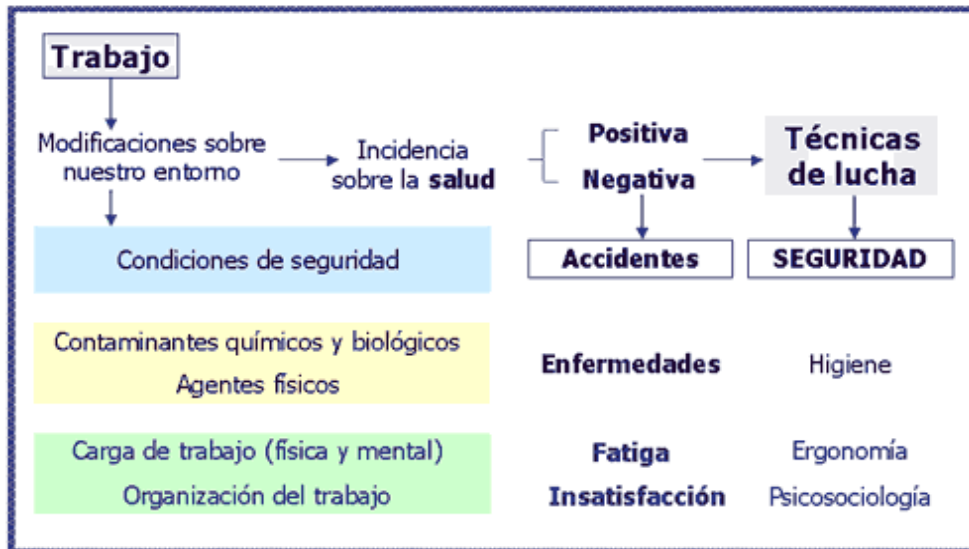 Trabajo
Modificaciones sobre
nuestro entorno
Incidencia
sobre la salud
Positiva
Negativa
Técnicas
de lucha
Condiciones de seguridad
Accidentes
SEGURIDAD
Contaminantes químicos y biológicos
Agentes físicos
Enfermedades
Higiene
Carga de trabajo (física y mental)
Fatiga
Ergonomía
Organización del trabajo
Insatisfacción
Psicosociología